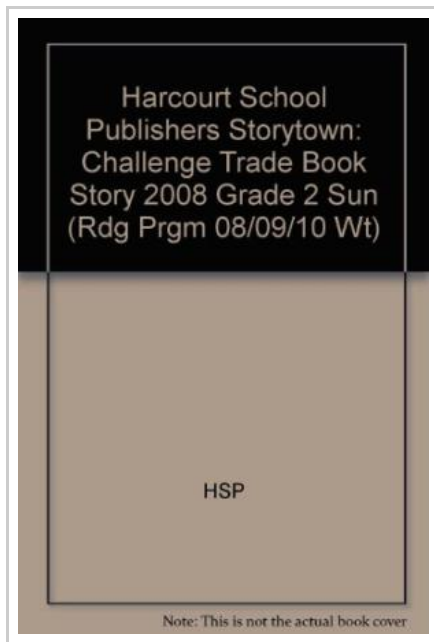 Harcourt School
Publishers Storytown:
Challenge Trade Book
Story 2008 Grade 2 Sun
(Rdg Prgm 08/09/10 Wt)
HSP
Note: This is not the actual book cover